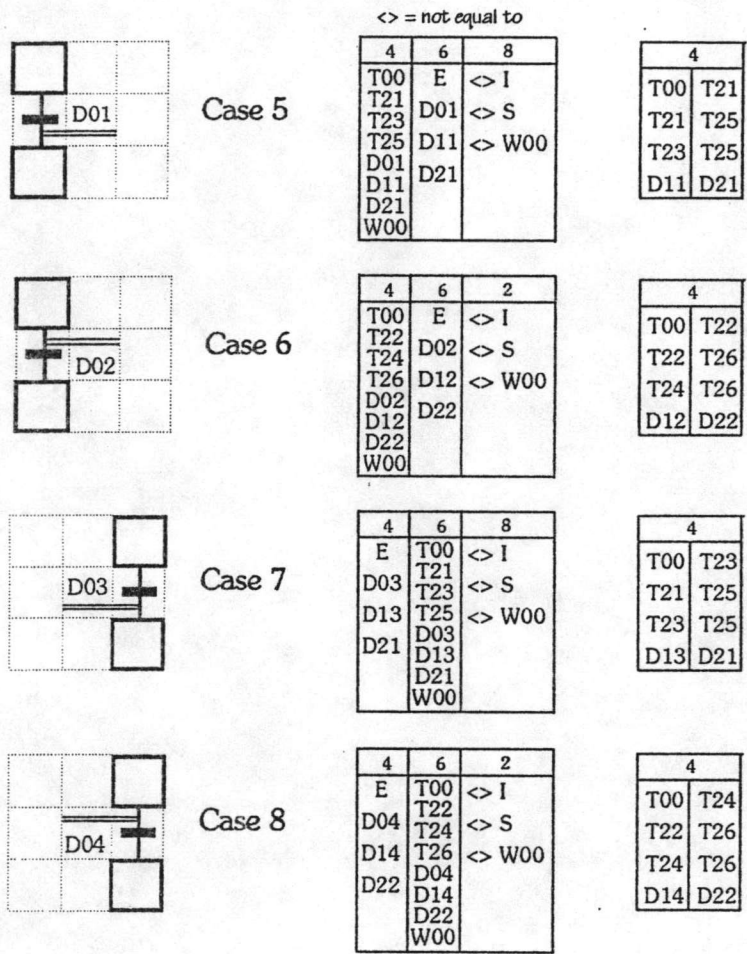 <> = not equal to
D01
Case 5
4 6 8
T00 E <> I
T21
D01 <> S
T23
T25 D11 <> W00
D01
D11 D21
D21
W00
4
T00 T21
T21 T25
T23 T25
D11 D21
D02
Case 6
4 6 2
T00 E <> I
T22
D02 <> S
T24
T26 D12 <> W00
D02
D12 D22
D22
W00
4
T00 T22
T22 T26
T24 T26
D12 D22
D03
Case 7
4 6 8
E T00 <> I
T21
D03 T23 <> S
D13 T25 <> W00
D03
D21 D13
D21
W00
4
T00 T23
T21 T25
T23 T25
D13 D21
D04
Case 8
4 6 2
E T00 <> I
T22
D04 T24 <> S
D14 T26 <> W00
D04
D22 D14
D22
W00
4
T00 T24
T22 T26
T24 T26
D14 D22